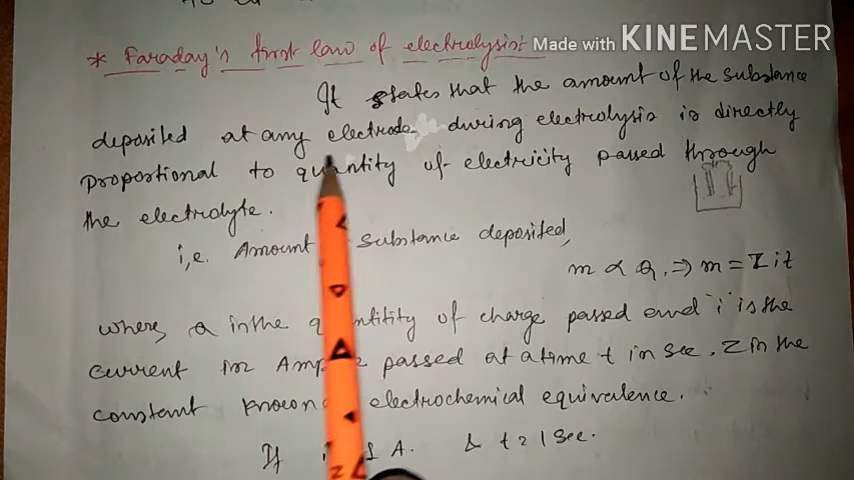 * Faraday's first law of electrolysis:
Made with KINEMASTER
It states that the amount of the substance
deposited at any electrode during electrolysis is directly
proportional to quantity of electricity passed through
the electrolyte.
i,e. Amount substance deposited,
m ∝ Q, ⇒ m = Z it
where, Q is the of charge passed and 'i' is the
current in passed at a time t in sec, Z is the
constant known electrochemical equivalence.
If 1 A. & t = 1 sec.